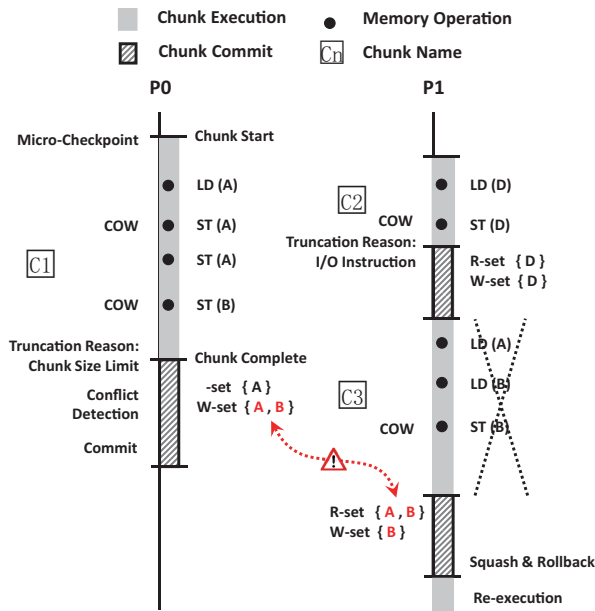 Chunk Execution
Memory Operation
Chunk Commit
Cn
Chunk Name
P0
P1
Micro-Checkpoint
Chunk Start
LD (A)
COW
ST (A)
C1
ST (A)
COW
ST (B)
Truncation Reason:
Chunk Size Limit
Chunk Complete
Conflict
Detection
-set { A }
W-set { A , B }
Commit
LD (D)
C2
COW
ST (D)
Truncation Reason:
I/O Instruction
R-set { D }
W-set { D }
LD (A)
LD (B)
C3
COW
ST (B)
!
R-set { A , B }
W-set { B }
Squash & Rollback
Re-execution